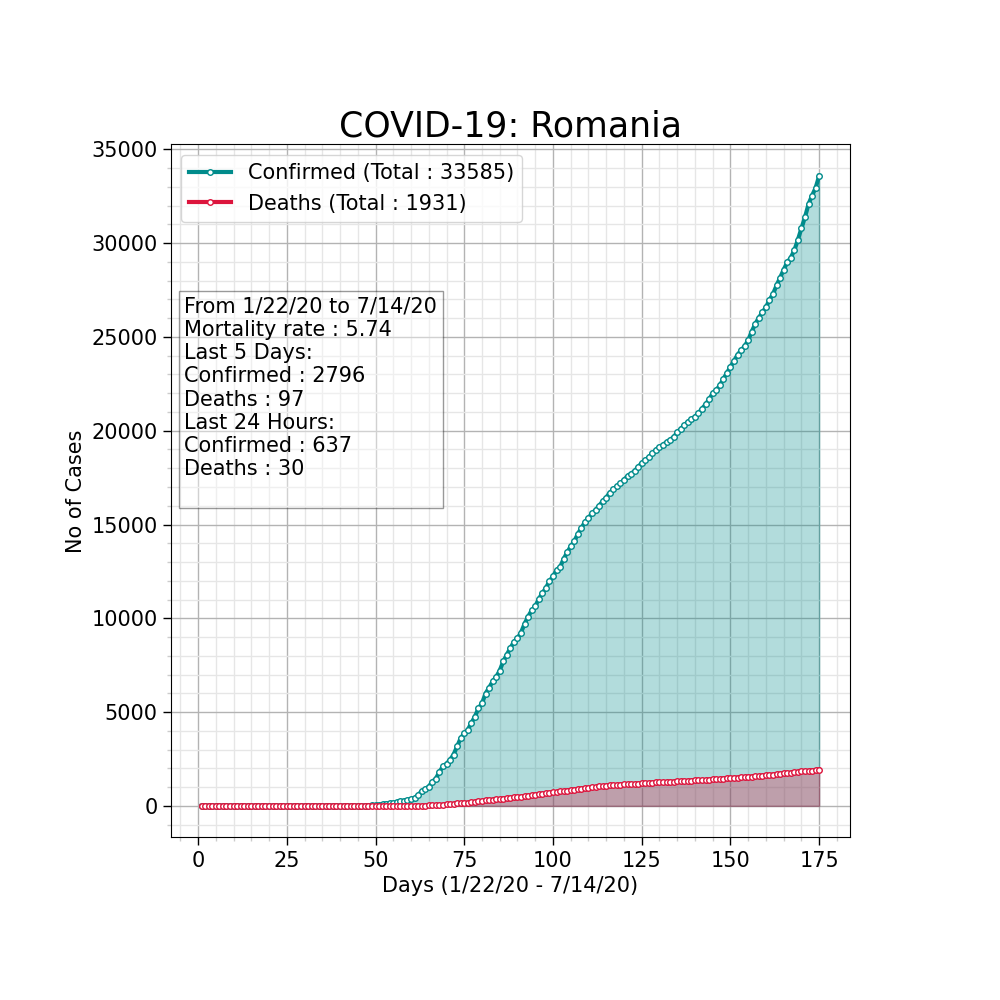 COVID-19: Romania
35000
30000
25000
20000
15000
10000
5000
0
No of Cases
Confirmed (Total : 33585)
Deaths (Total : 1931)
From 1/22/20 to 7/14/20
Mortality rate : 5.74
Last 5 Days:
Confirmed : 2796
Deaths : 97
Last 24 Hours:
Confirmed : 637
Deaths : 30
0 25 50 75 100 125 150 175
Days (1/22/20 - 7/14/20)